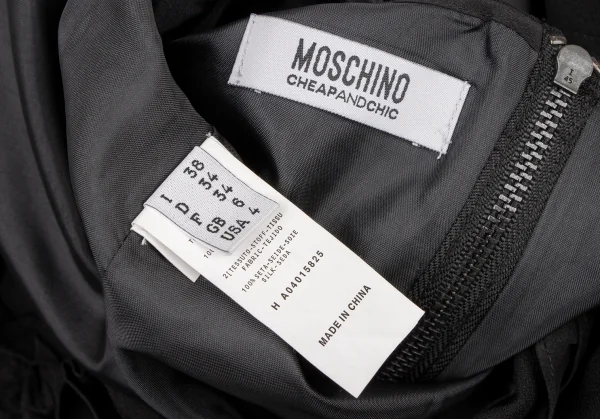 MOSCHINO
CHEAPANDCHIC
I 38
D 34
F 34
GB 6
USA 4
2(TESSUTO-STOFF-TISSU
FABRIC-TEJIDO
100% SETA-SEIDE-SOIE
SILK-SEDA
H A04015825
MADE IN CHINA